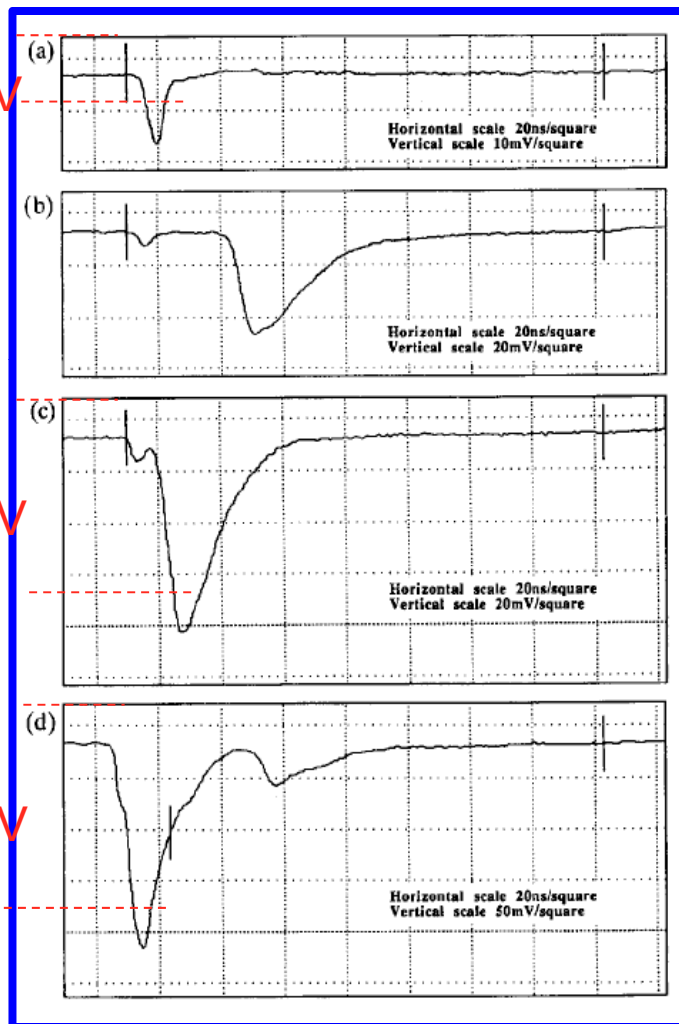 (a)
V
Horizontal scale 20ns/square
Vertical scale 10mV/square
(b)
Horizontal scale 20ns/square
Vertical scale 20mV/square
(c)
V
Horizontal scale 20ns/square
Vertical scale 20mV/square
(d)
V
Horizontal scale 20ns/square
Vertical scale 50mV/square